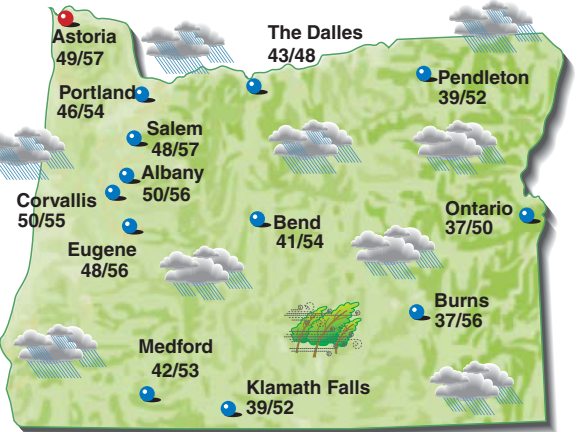 Astoria
49/57
The Dalles
43/48
Pendleton
39/52
Portland
46/54
Salem
48/57
Albany
50/56
Corvallis
50/55
Ontario
37/50
Bend
41/54
Eugene
48/56
Burns
37/56
Medford
42/53
Klamath Falls
39/52